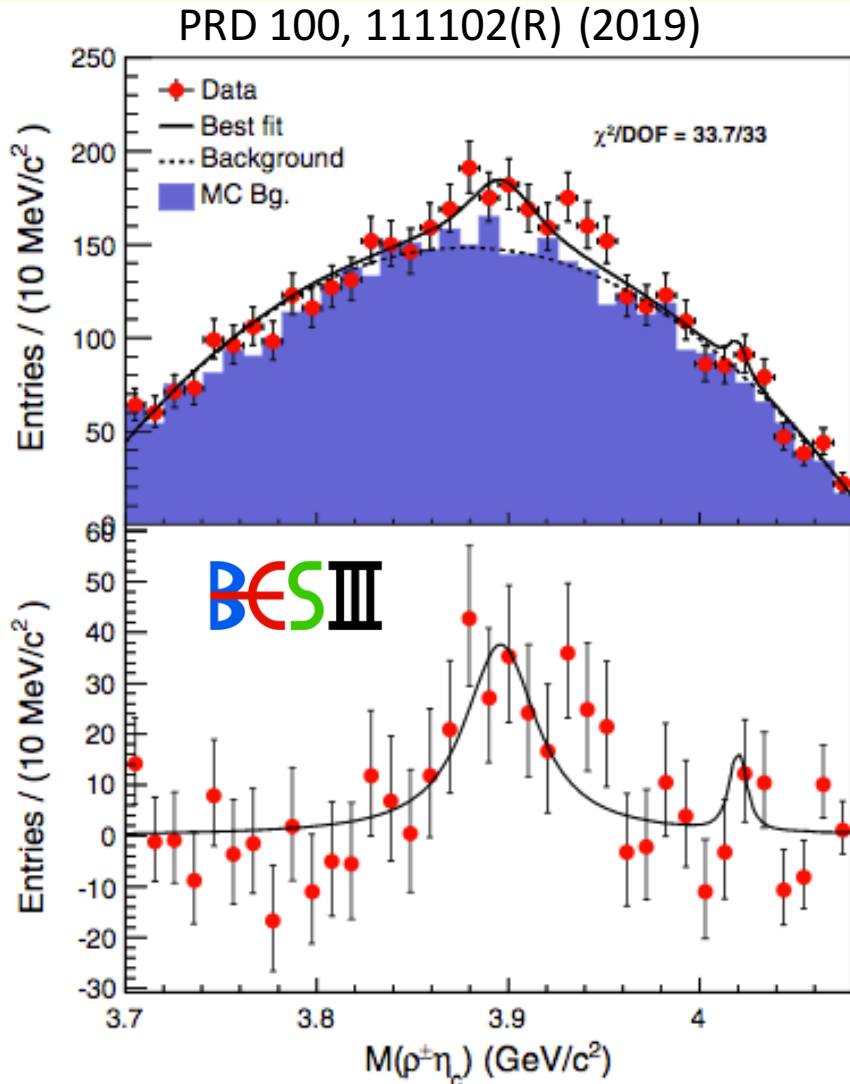 PRD 100, 111102(R) (2019)
250
200
150
100
50
0
Entries / (10 MeV/c²)
Data
Best fit
Background
MC Bg.
χ²/DOF = 33.7/33
60
50
40
30
20
10
0
-10
-20
-30
Entries / (10 MeV/c²)
BESIII
3.7 3.8 3.9 4
M(ρ±η_c) (GeV/c²)